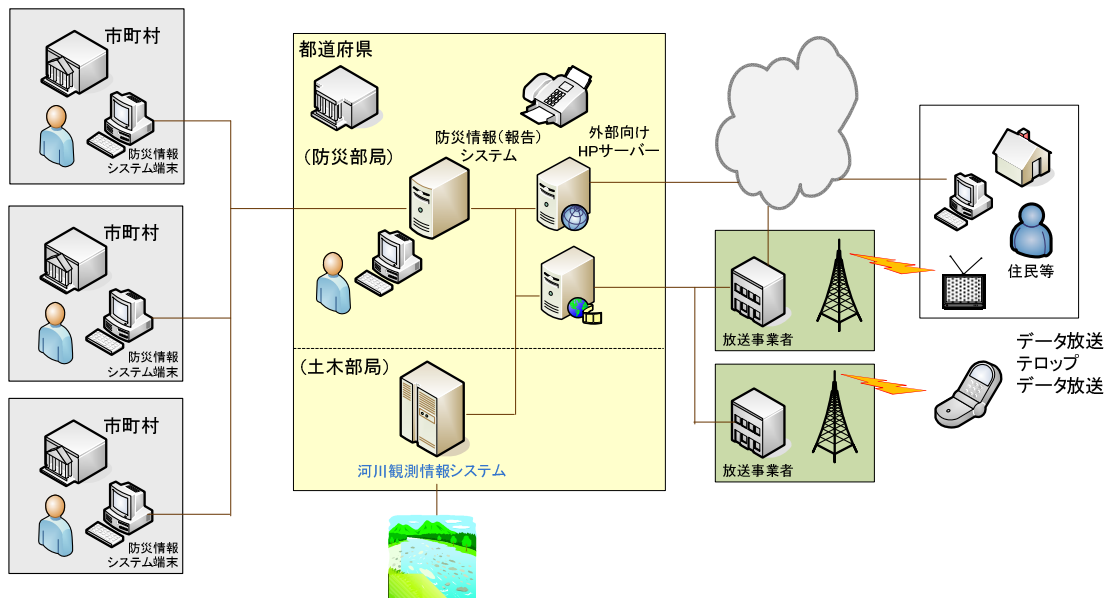 市町村
防災情報
システム端末
市町村
防災情報
システム端末
市町村
防災情報
システム端末
都道府県
(防災部局)
防災情報(報告)
システム
外部向け
HPサーバー
(土木部局)
河川観測情報システム
放送事業者
放送事業者
住民等
データ放送
テロップ
データ放送